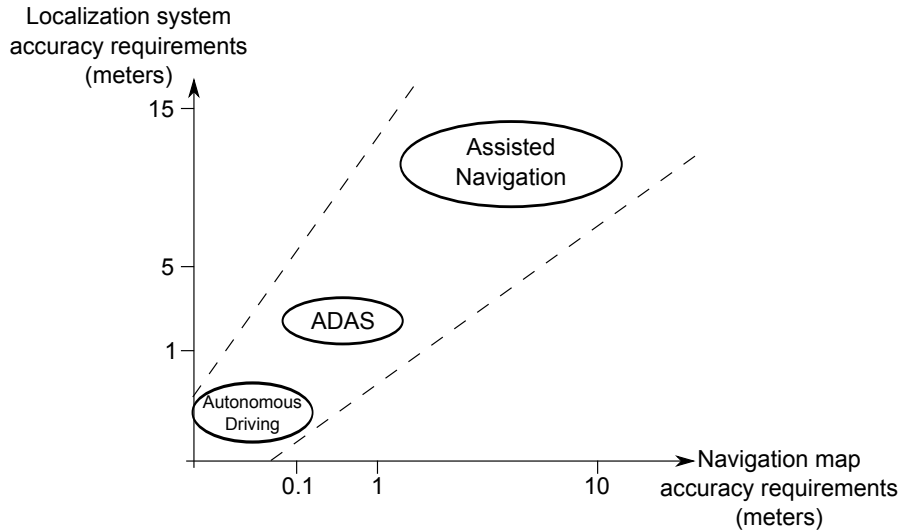 Localization system
accuracy requirements
(meters)
15
Assisted
Navigation
5
ADAS
1
Autonomous
Driving
0.1
1
10
Navigation map
accuracy requirements
(meters)